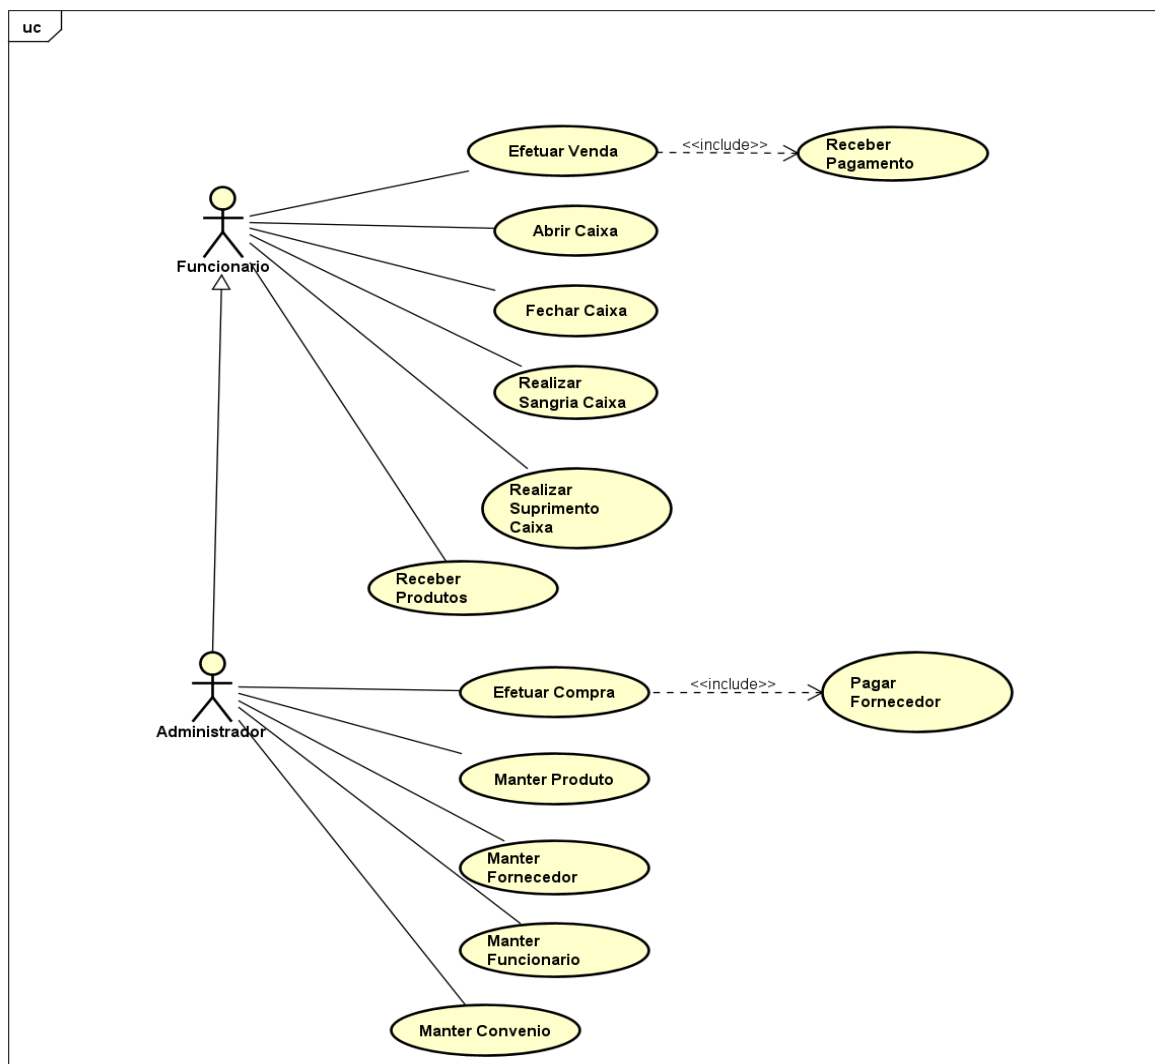 uc
Efetuar Venda
<<include>>
Receber
Pagamento
Abrir Caixa
Funcionario
Fechar Caixa
Realizar
Sangria Caixa
Realizar
Suprimento
Caixa
Receber
Produtos
Administrador
Efetuar Compra
<<include>>
Pagar
Fornecedor
Manter Produto
Manter
Fornecedor
Manter
Funcionario
Manter Convenio